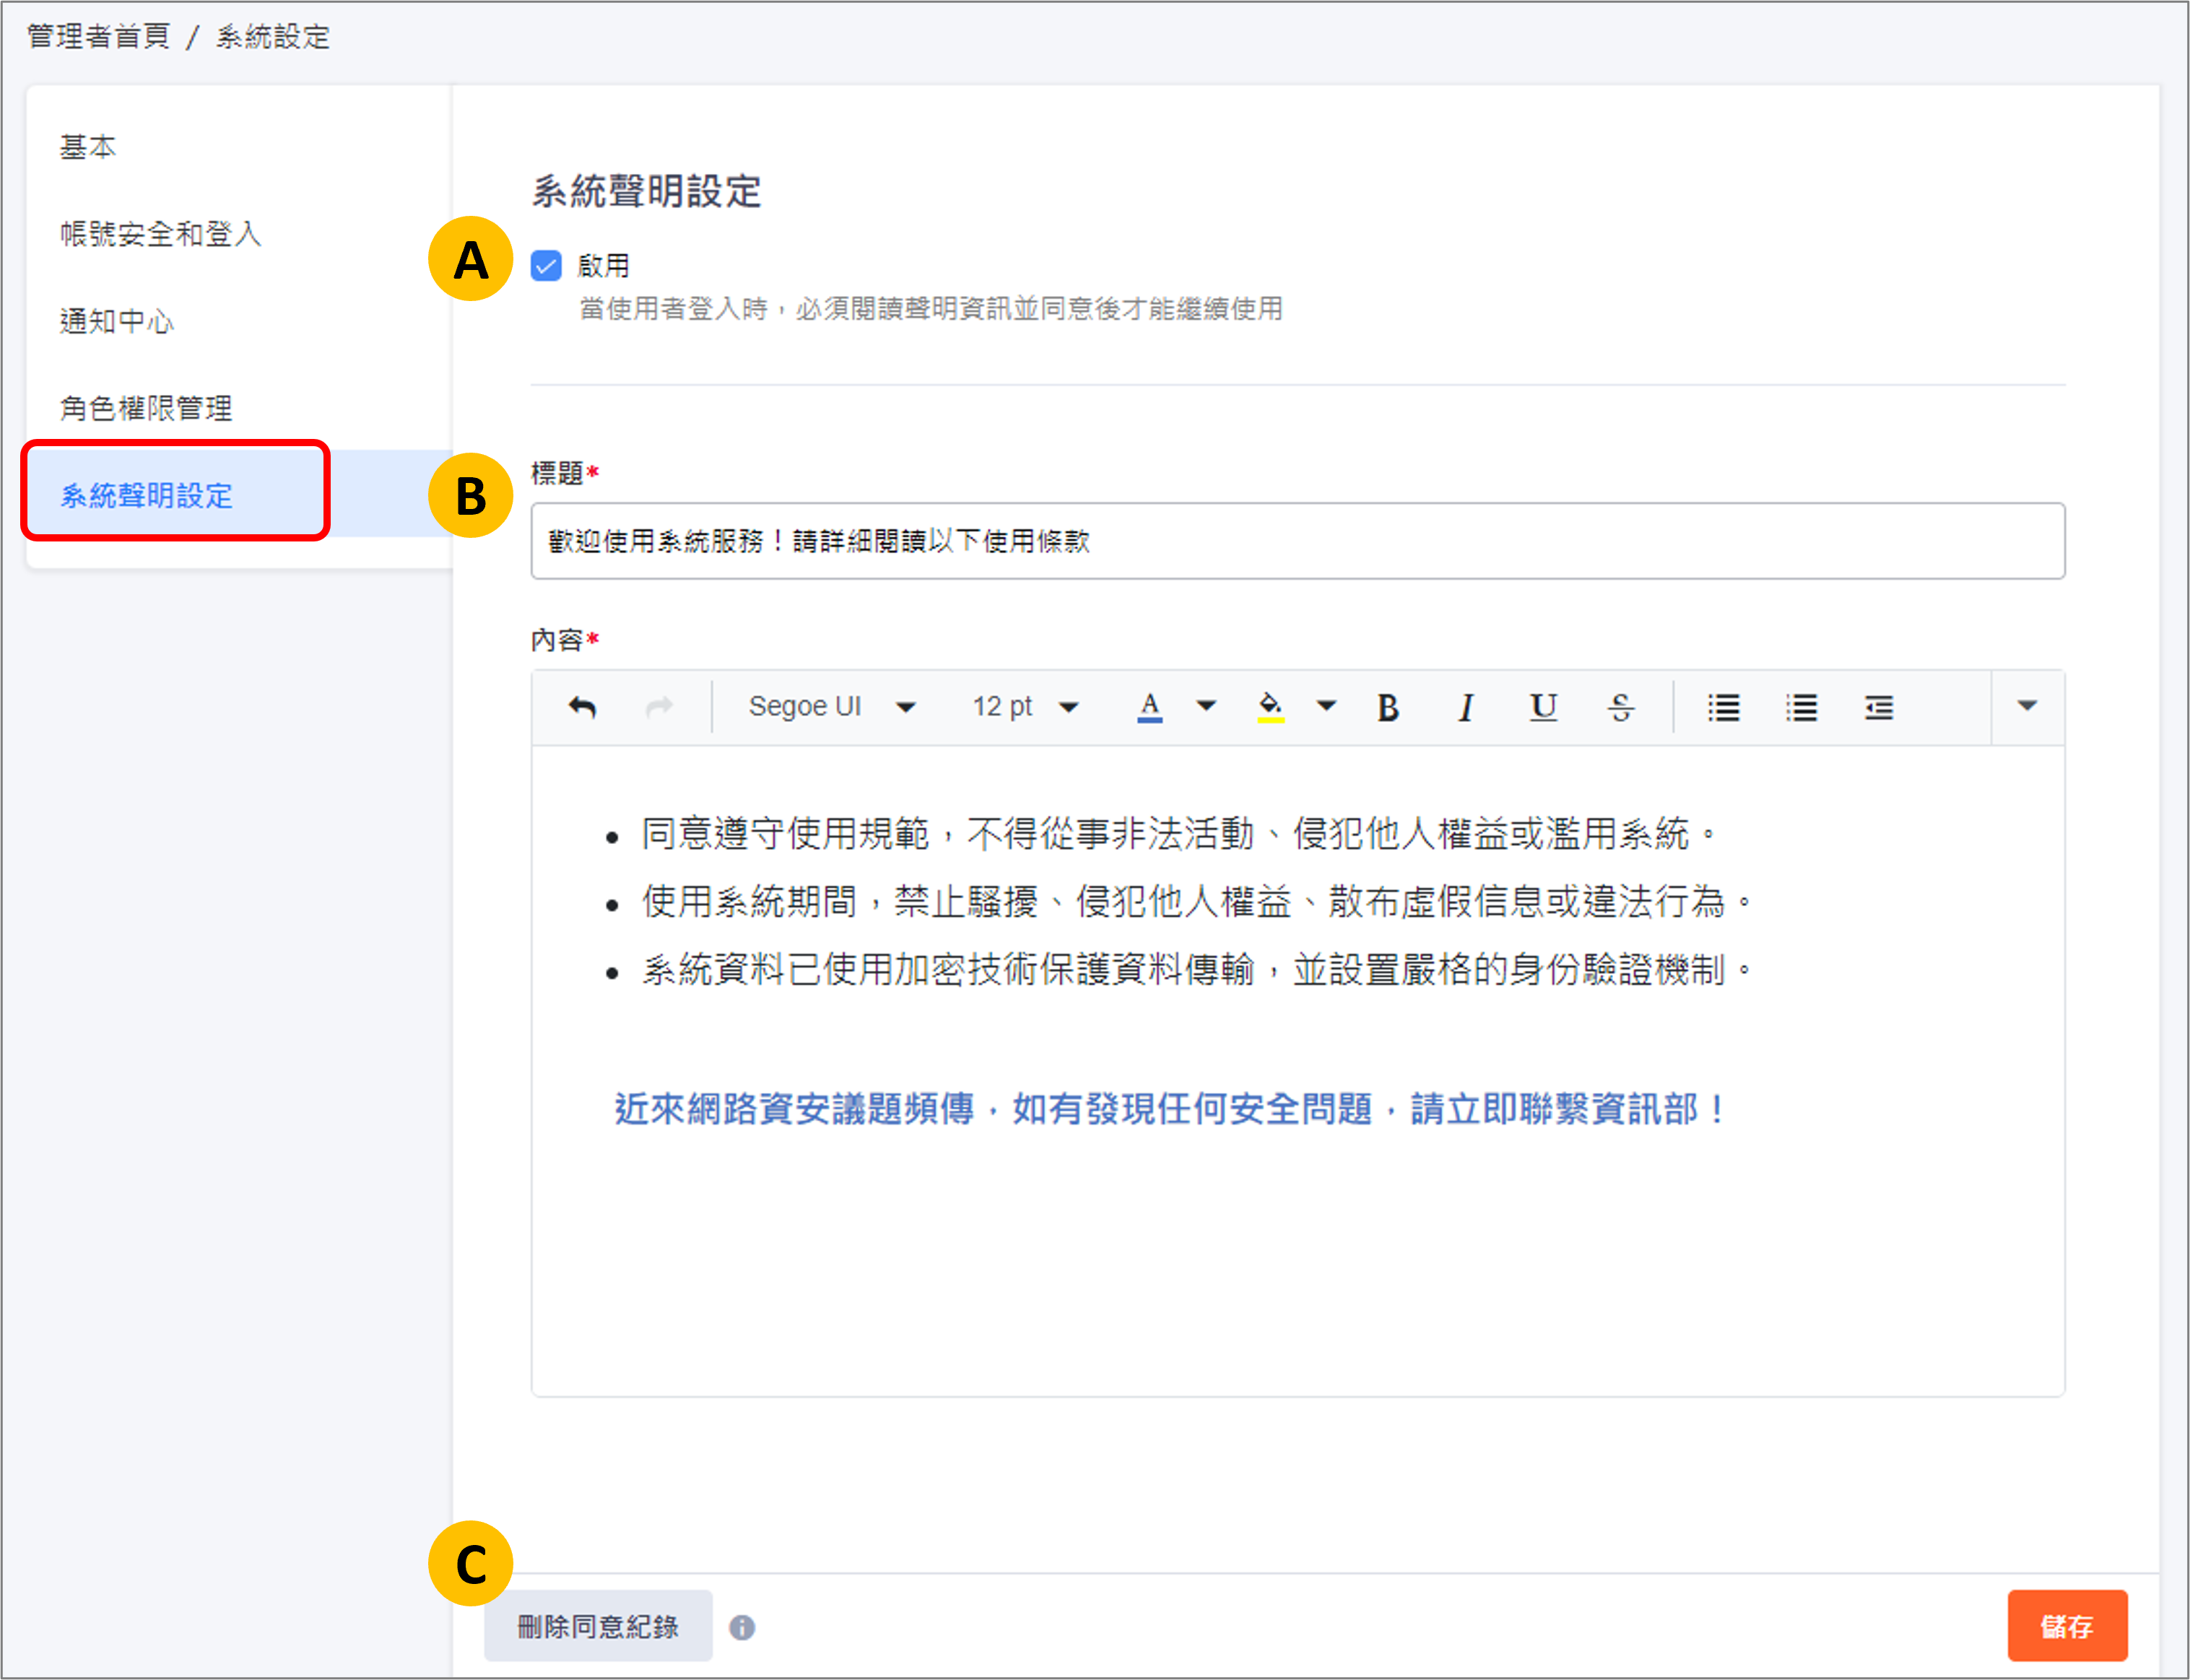 管理者首頁 / 系統設定
基本
帳號安全和登入
通知中心
角色權限管理
系統聲明設定
系統聲明設定
A
啟用
當使用者登入時，必須閱讀聲明資訊並同意後才能繼續使用
B
標題*
歡迎使用系統服務！請詳細閱讀以下使用條款
內容*
Segoe UI 12 pt A B I U S
• 同意遵守使用規範，不得從事非法活動、侵犯他人權益或濫用系統。
• 使用系統期間，禁止騷擾、侵犯他人權益、散布虛假信息或違法行為。
• 系統資料已使用加密技術保護資料傳輸，並設置嚴格的身份驗證機制。
近來網路資安議題頻傳，如有發現任何安全問題，請立即聯繫資訊部！
C
刪除同意紀錄
儲存